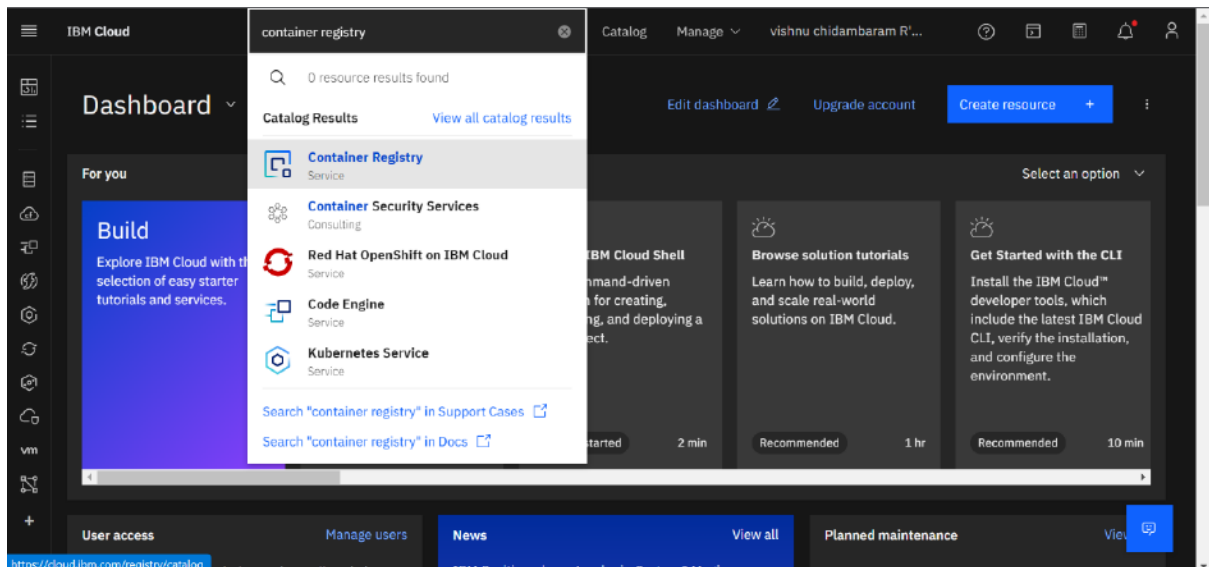 IBM Cloud
container registry
Catalog
Manage
vishnu chidambaram R'...
0 resource results found
Dashboard
Edit dashboard
Upgrade account
Create resource +
Catalog Results
View all catalog results
Container Registry
Service
For you
Select an option
Container Security Services
Consulting
Red Hat OpenShift on IBM Cloud
Service
Code Engine
Service
Kubernetes Service
Service
Search "container registry" in Support Cases
Search "container registry" in Docs
Build
Explore IBM Cloud with
selection of easy starter
tutorials and services.
IBM Cloud Shell
for creating,
and deploying a
2 min
Browse solution tutorials
Learn how to build, deploy,
and scale real-world
solutions on IBM Cloud.
Recommended
1 hr
Get Started with the CLI
Install the IBM Cloud™
developer tools, which
include the latest IBM Cloud
CLI, verify the installation,
and configure the
environment.
Recommended
10 min
vm
User access
Manage users
News
View all
Planned maintenance
https://cloud.ibm.com/registry/catalog